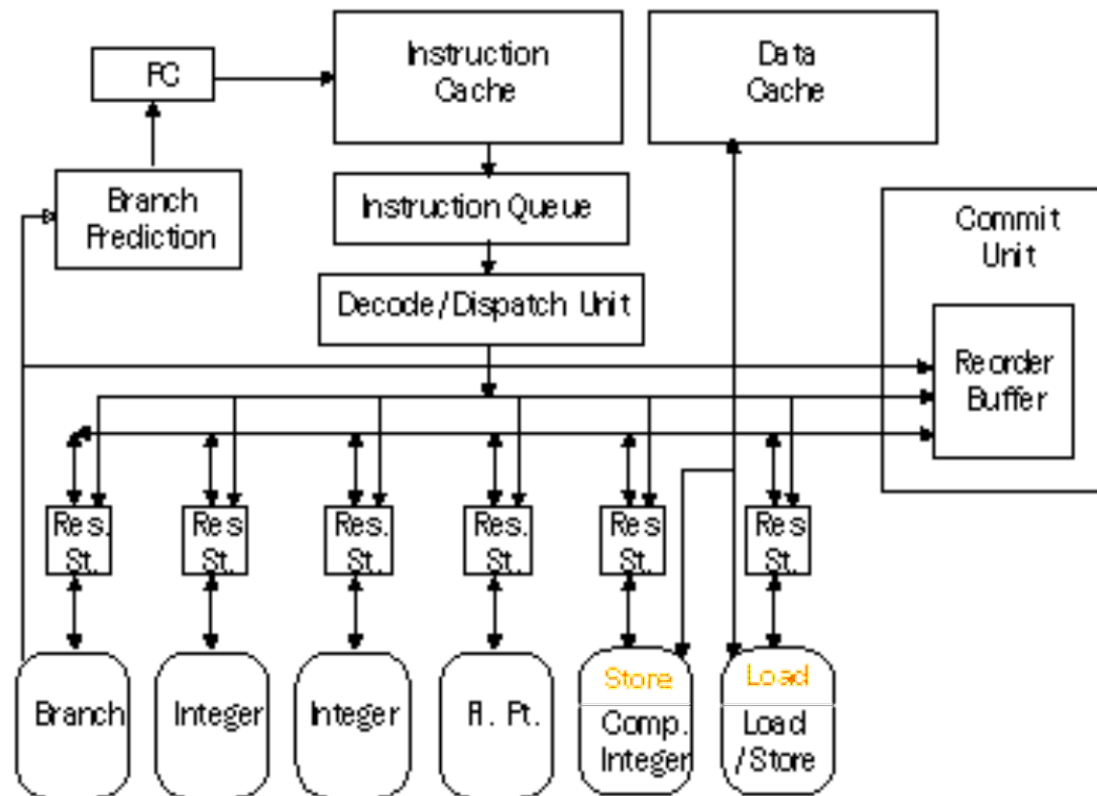 PC
Instruction
Cache
Data
Cache
Branch
Prediction
Instruction Queue
Commit
Unit
Decode/Dispatch Unit
Reorder
Buffer
Res.
St.
Res
St.
Res.
St.
Res.
St.
Res
St.
Res
St.
Branch
Integer
Integer
Fl. Pt.
Store
Comp.
Integer
Load
Load
/Store